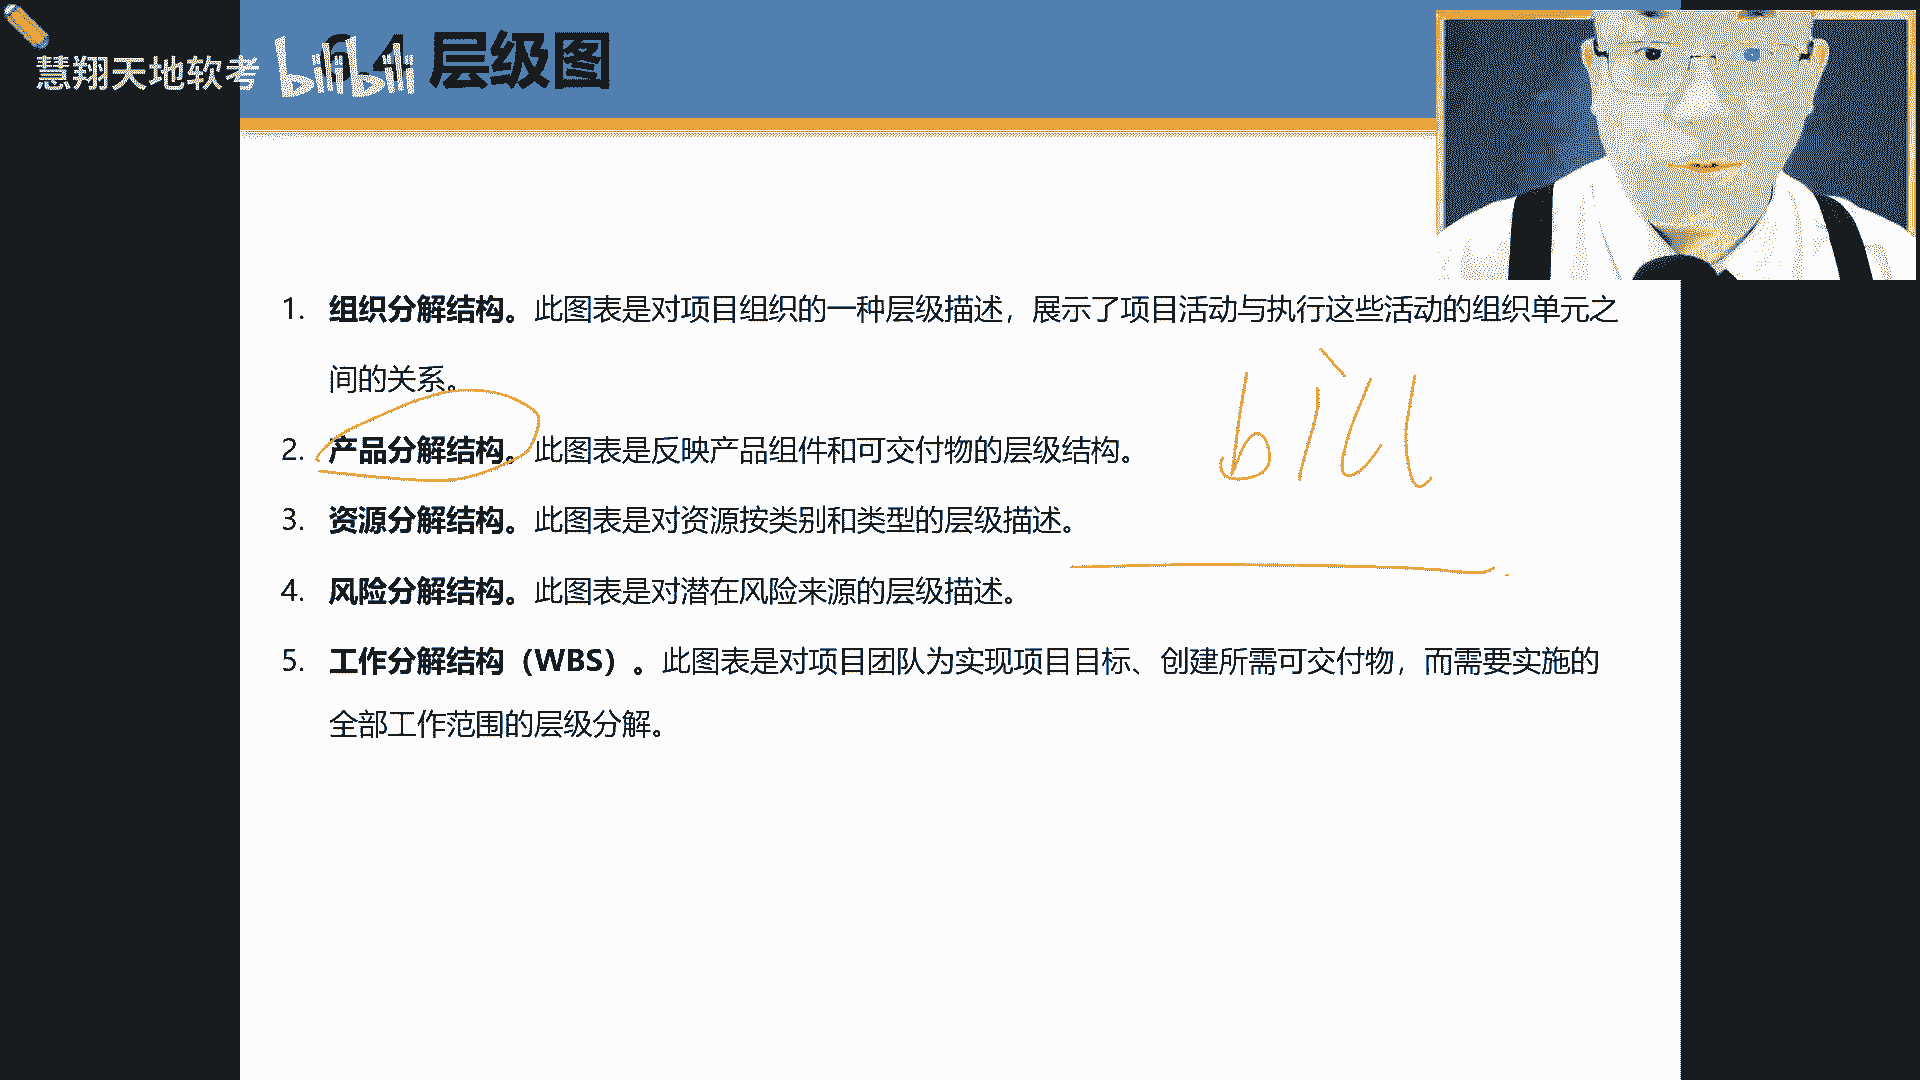 慧翔天地软考
bilibili
6.4 层级图
1. 组织分解结构。此图表是对项目组织的一种层级描述，展示了项目活动与执行这些活动的组织单元之
间的关系。
2. 产品分解结构。此图表是反映产品组件和可交付物的层级结构。
bill
3. 资源分解结构。此图表是对资源按类别和类型的层级描述。
4. 风险分解结构。此图表是对潜在风险来源的层级描述。
5. 工作分解结构（WBS）。此图表是对项目团队为实现项目目标、创建所需可交付物，而需要实施的
全部工作范围的层级分解。